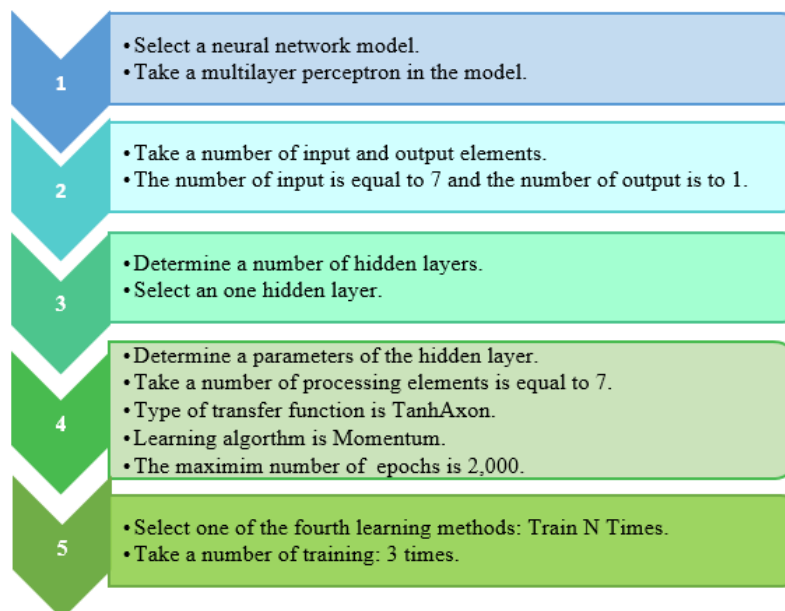 1
• Select a neural network model.
• Take a multilayer perceptron in the model.
2
• Take a number of input and output elements.
• The number of input is equal to 7 and the number of output is to 1.
3
• Determine a number of hidden layers.
• Select an one hidden layer.
4
• Determine a parameters of the hidden layer.
• Take a number of processing elements is equal to 7.
• Type of transfer function is TanhAxon.
• Learning algorthm is Momentum.
• The maximim number of epochs is 2,000.
5
• Select one of the fourth learning methods: Train N Times.
• Take a number of training: 3 times.